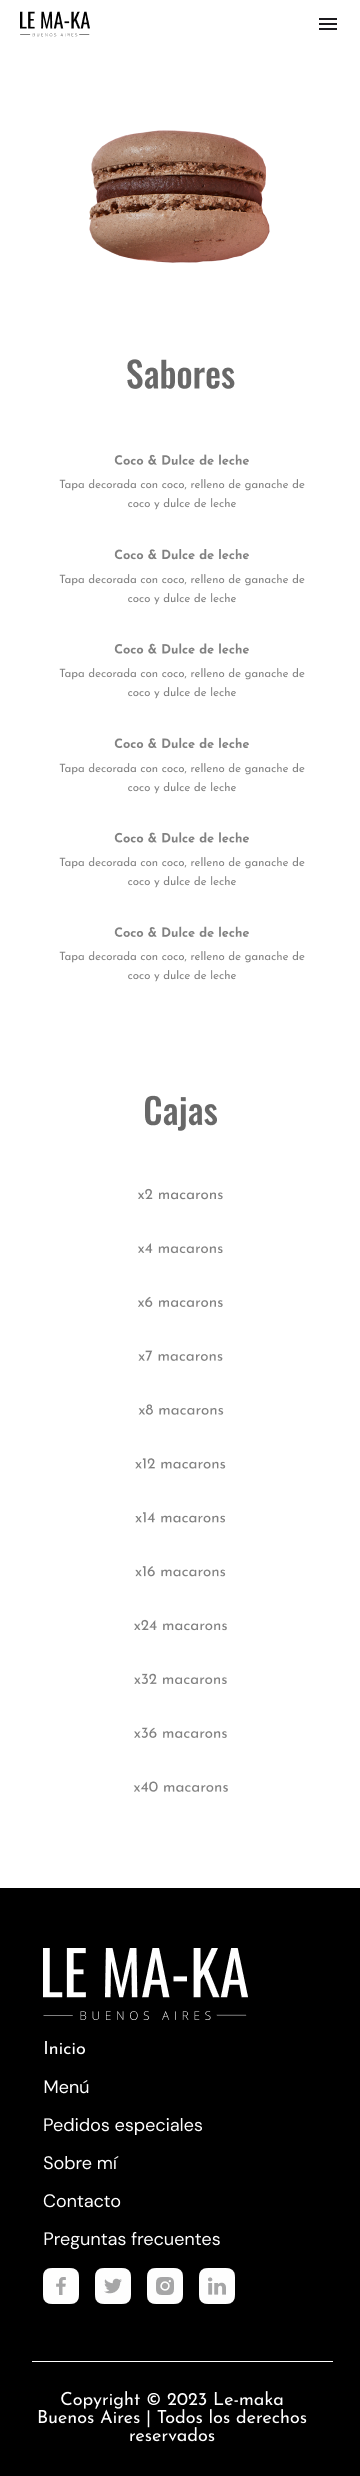 LE MA-KA
BUENOS AIRES
Sabores
Coco & Dulce de leche
Tapa decorada con coco, relleno de ganache de
coco y dulce de leche
Coco & Dulce de leche
Tapa decorada con coco, relleno de ganache de
coco y dulce de leche
Coco & Dulce de leche
Tapa decorada con coco, relleno de ganache de
coco y dulce de leche
Coco & Dulce de leche
Tapa decorada con coco, relleno de ganache de
coco y dulce de leche
Coco & Dulce de leche
Tapa decorada con coco, relleno de ganache de
coco y dulce de leche
Coco & Dulce de leche
Tapa decorada con coco, relleno de ganache de
coco y dulce de leche
Cajas
x2 macarons
x4 macarons
x6 macarons
x7 macarons
x8 macarons
x12 macarons
x14 macarons
x16 macarons
x24 macarons
x32 macarons
x36 macarons
x40 macarons
LE MA-KA
BUENOS AIRES
Inicio
Menú
Pedidos especiales
Sobre mí
Contacto
Preguntas frecuentes
Copyright © 2023 Le-maka
Buenos Aires | Todos los derechos
reservados